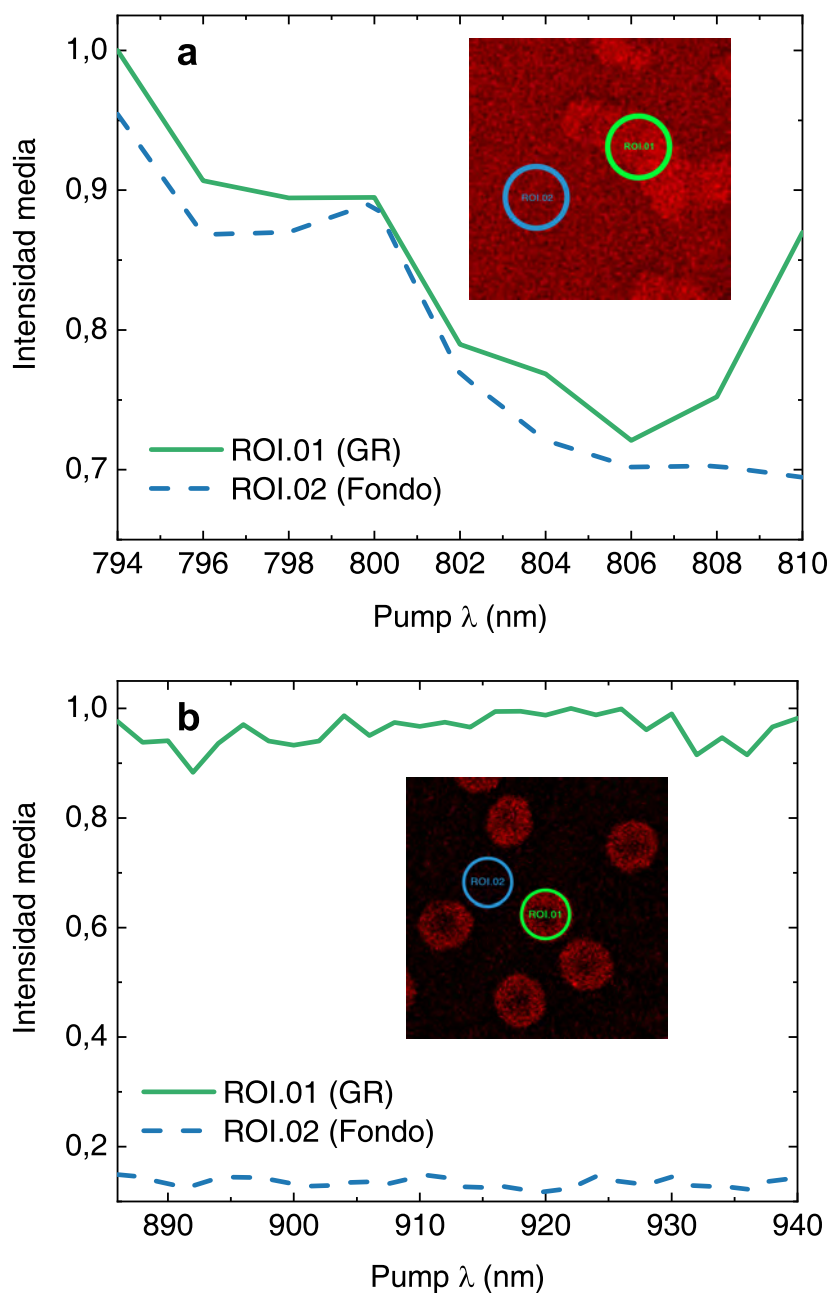 a
1,0
0,9
0,8
0,7
Intensidad media
ROI.01
ROI.02
ROI.01 (GR)
ROI.02 (Fondo)
794 796 798 800 802 804 806 808 810
Pump λ (nm)
b
1,0
0,8
0,6
0,4
0,2
Intensidad media
ROI.02
ROI.01
ROI.01 (GR)
ROI.02 (Fondo)
890 900 910 920 930 940
Pump λ (nm)